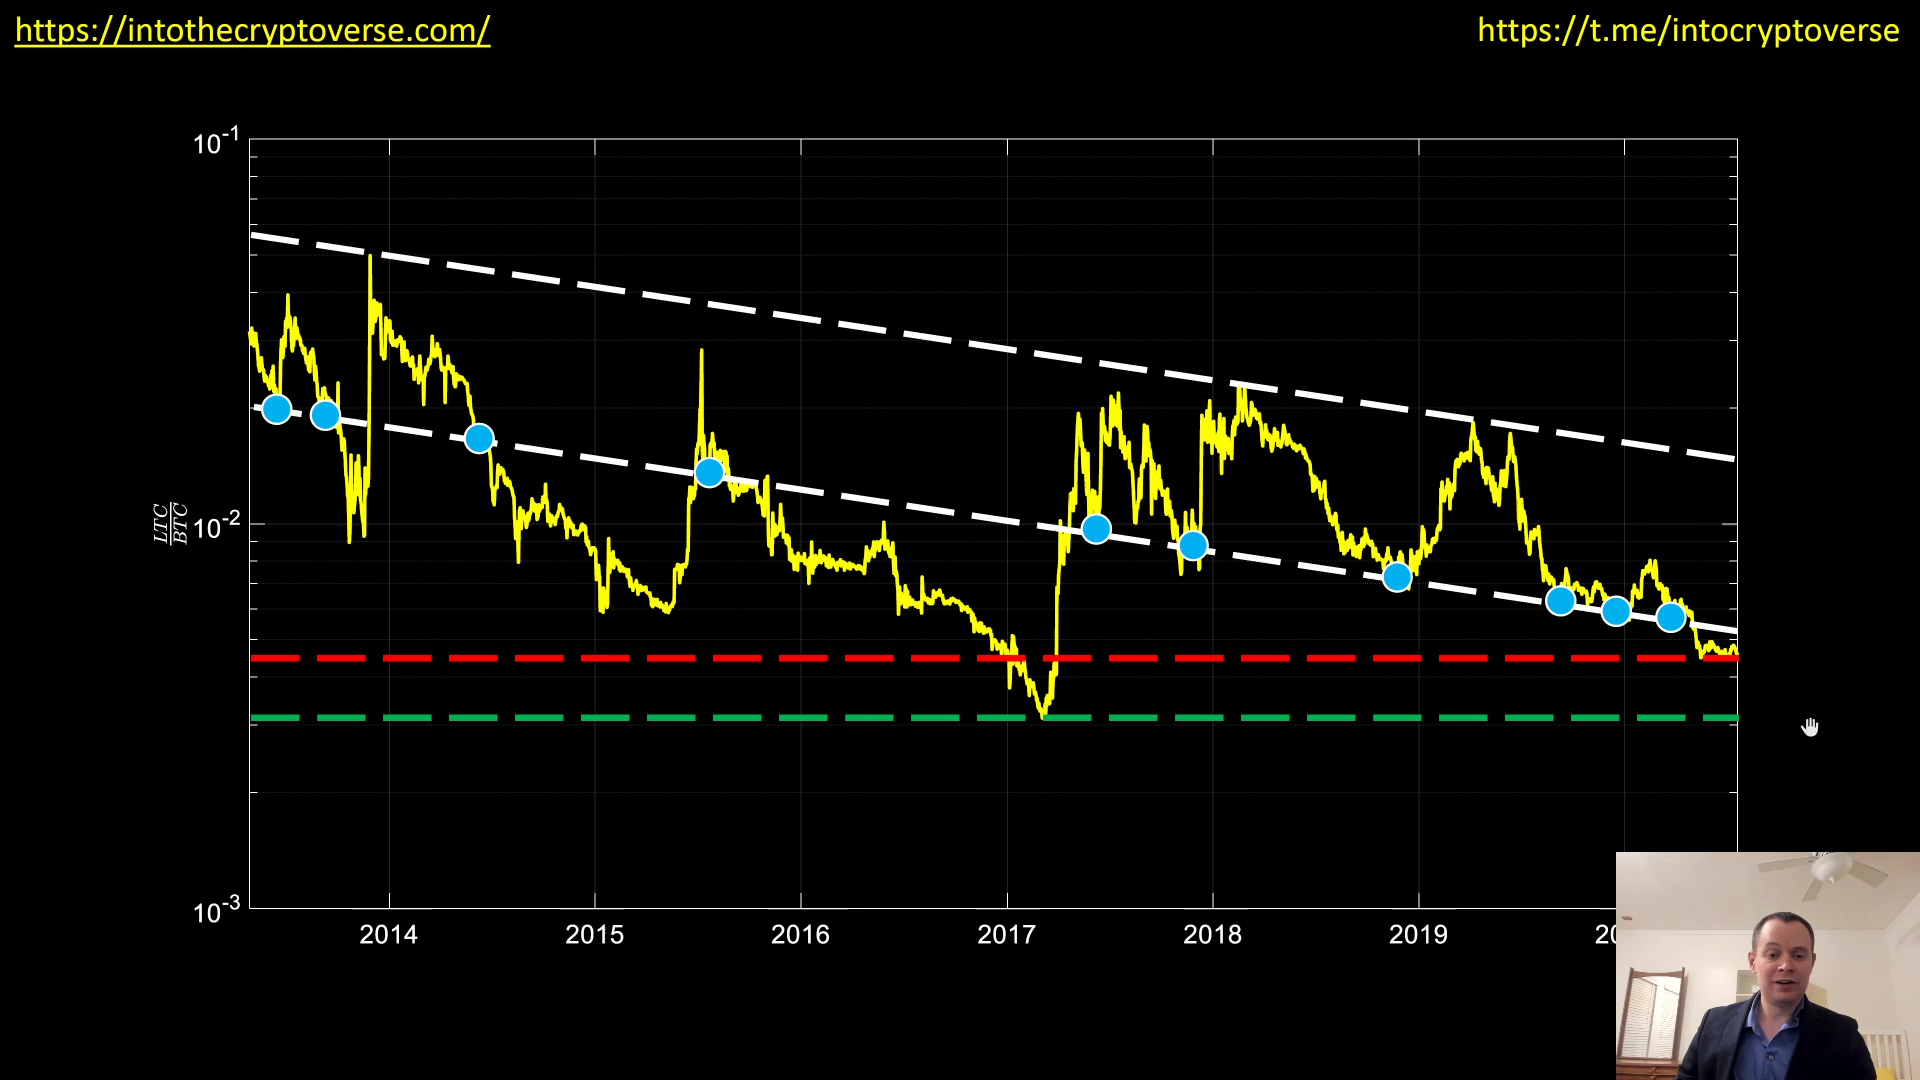 https://intothecryptoverse.com/
https://t.me/intocryptoverse
10-1
LTC
BTC
10-2
10-3
2014
2015
2016
2017
2018
2019